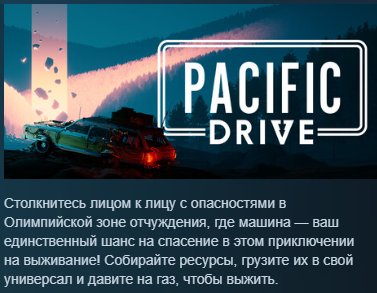 PACIFIC
DRIVE
Столкнитесь лицом к лицу с опасностями в
Олимпийской зоне отчуждения, где машина — ваш
единственный шанс на спасение в этом приключении
на выживание! Собирайте ресурсы, грузите их в свой
универсал и давите на газ, чтобы выжить.